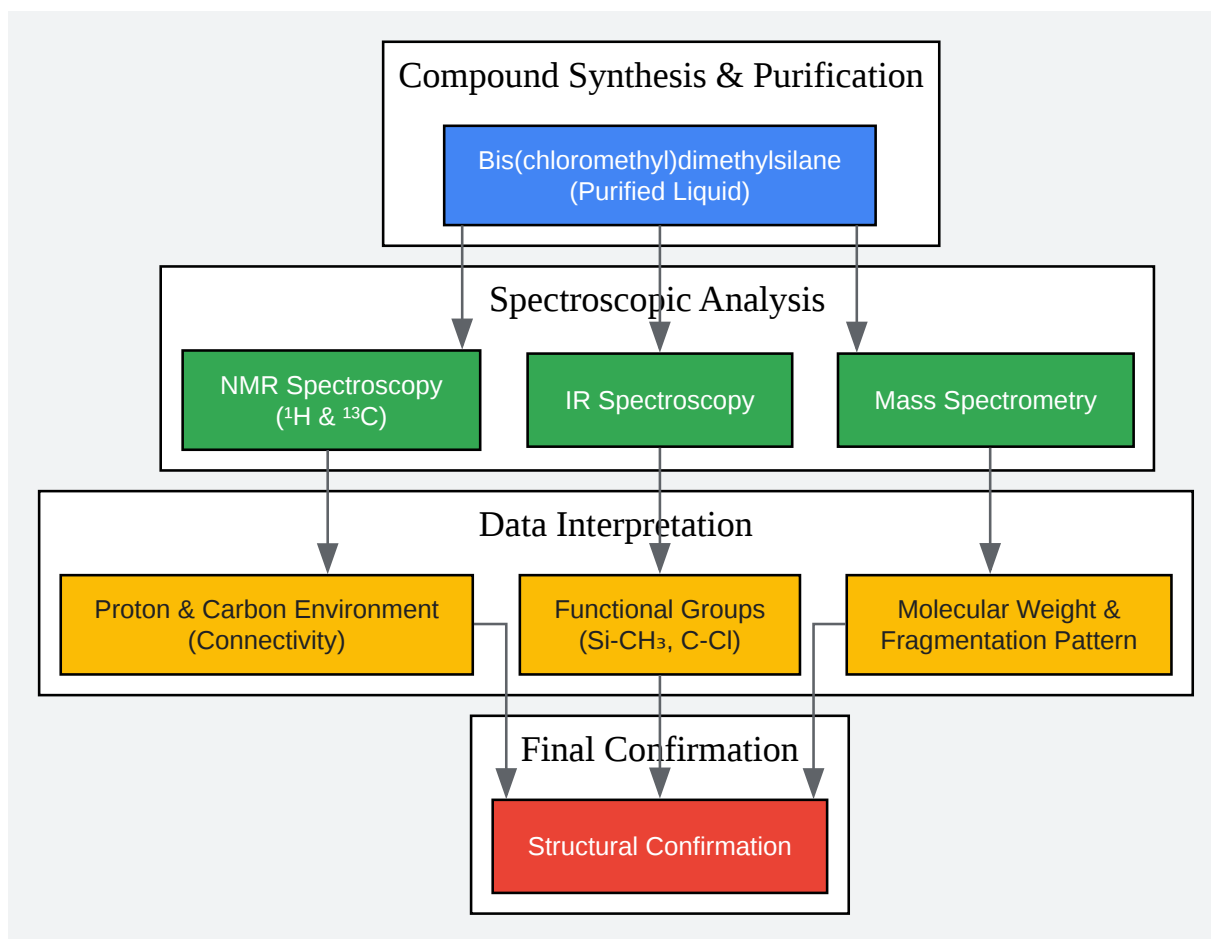 Compound Synthesis & Purification
Bis(chloromethyl)dimethylsilane
(Purified Liquid)
Spectroscopic Analysis
NMR Spectroscopy
(¹H & ¹³C)
IR Spectroscopy
Mass Spectrometry
Data Interpretation
Proton & Carbon Environment
(Connectivity)
Functional Groups
(Si-CH₃, C-Cl)
Molecular Weight &
Fragmentation Pattern
Final Confirmation
Structural Confirmation